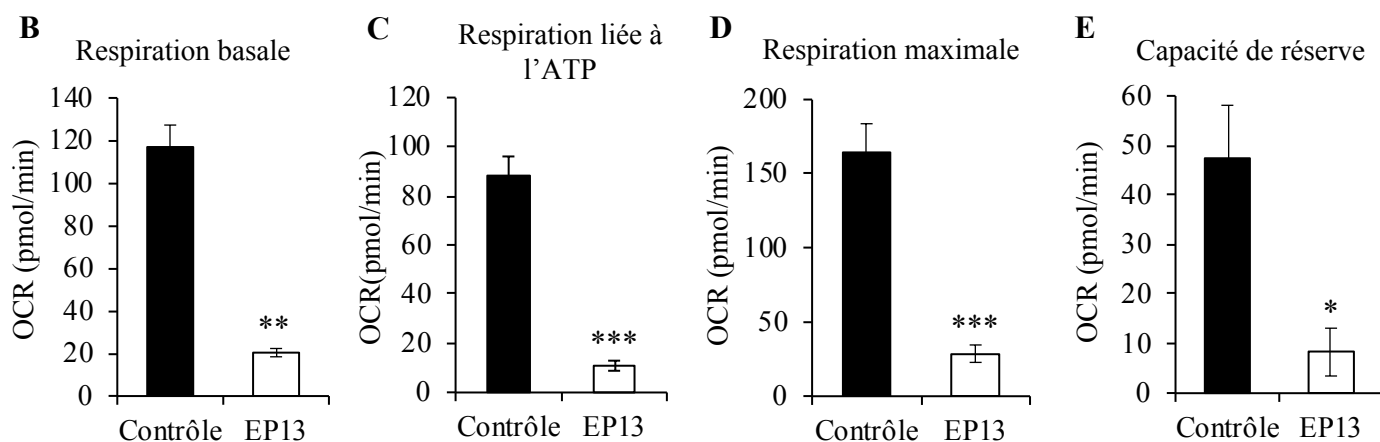 B
Respiration basale
OCR (pmol/min)
140
120
100
80
60
40
20
0
**
Contrôle EP13
C
Respiration liée à
l'ATP
OCR(pmol/min)
120
100
80
60
40
20
0
***
Contrôle EP13
D
Respiration maximale
OCR (pmol/min)
200
150
100
50
0
***
Contrôle EP13
E
Capacité de réserve
OCR (pmol/min)
60
50
40
30
20
10
0
*
Contrôle EP13